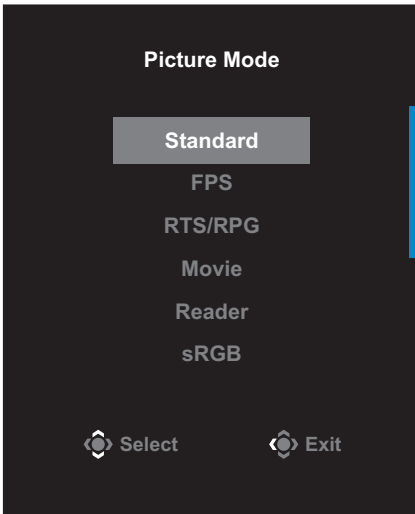 Picture Mode
Standard
FPS
RTS/RPG
Movie
Reader
sRGB
Select Exit